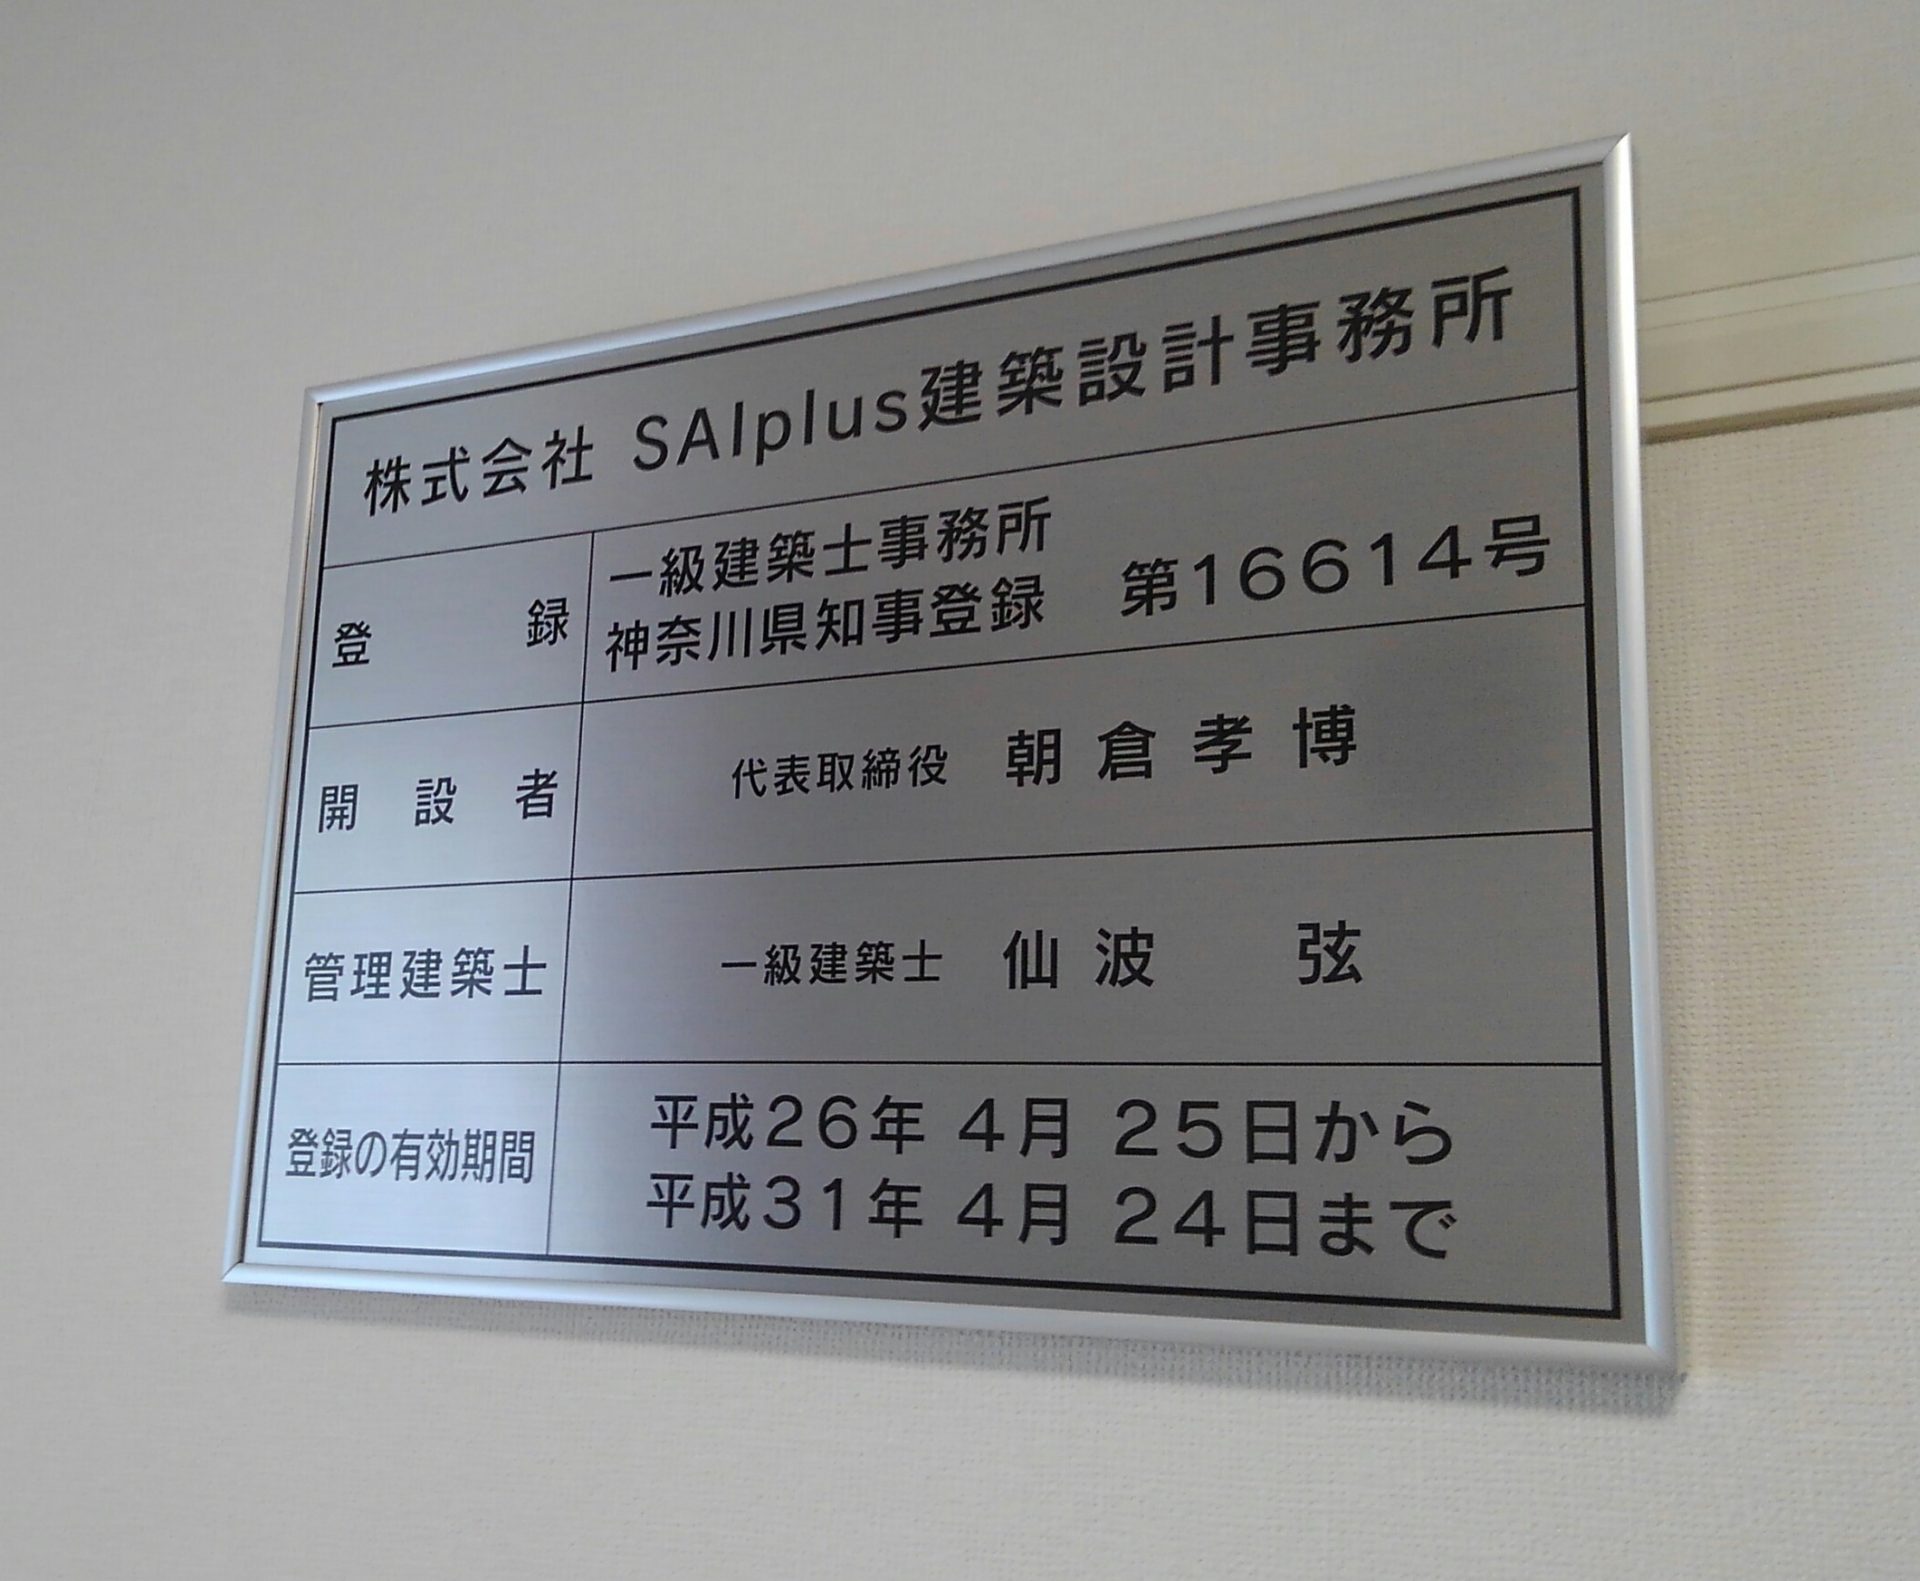 株式会社 SAIplus建築設計事務所
登録 一級建築士事務所
神奈川県知事登録 第16614号
開設者 代表取締役 朝倉孝博
管理建築士 一級建築士 仙波 弦
登録の有効期間 平成26年 4月 25日から
平成31年 4月 24日まで